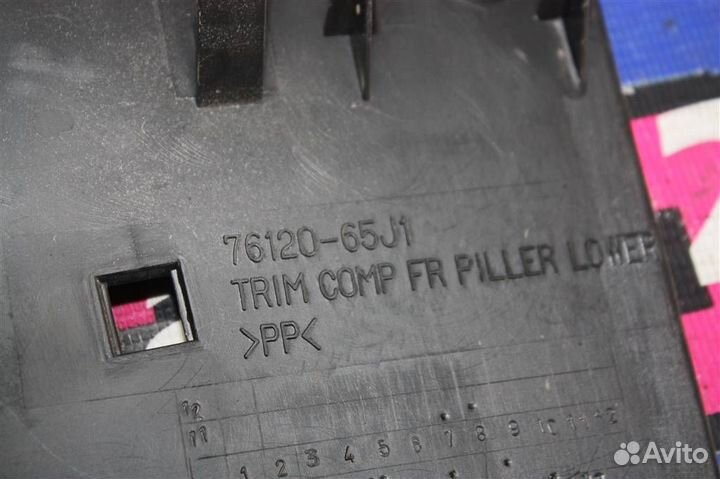 76120-65J1
TRIM COMP FR PILLER LOWER
>PP<
12
11
1 2 3 4 5 6 7 8 9 10 11 12
Avito